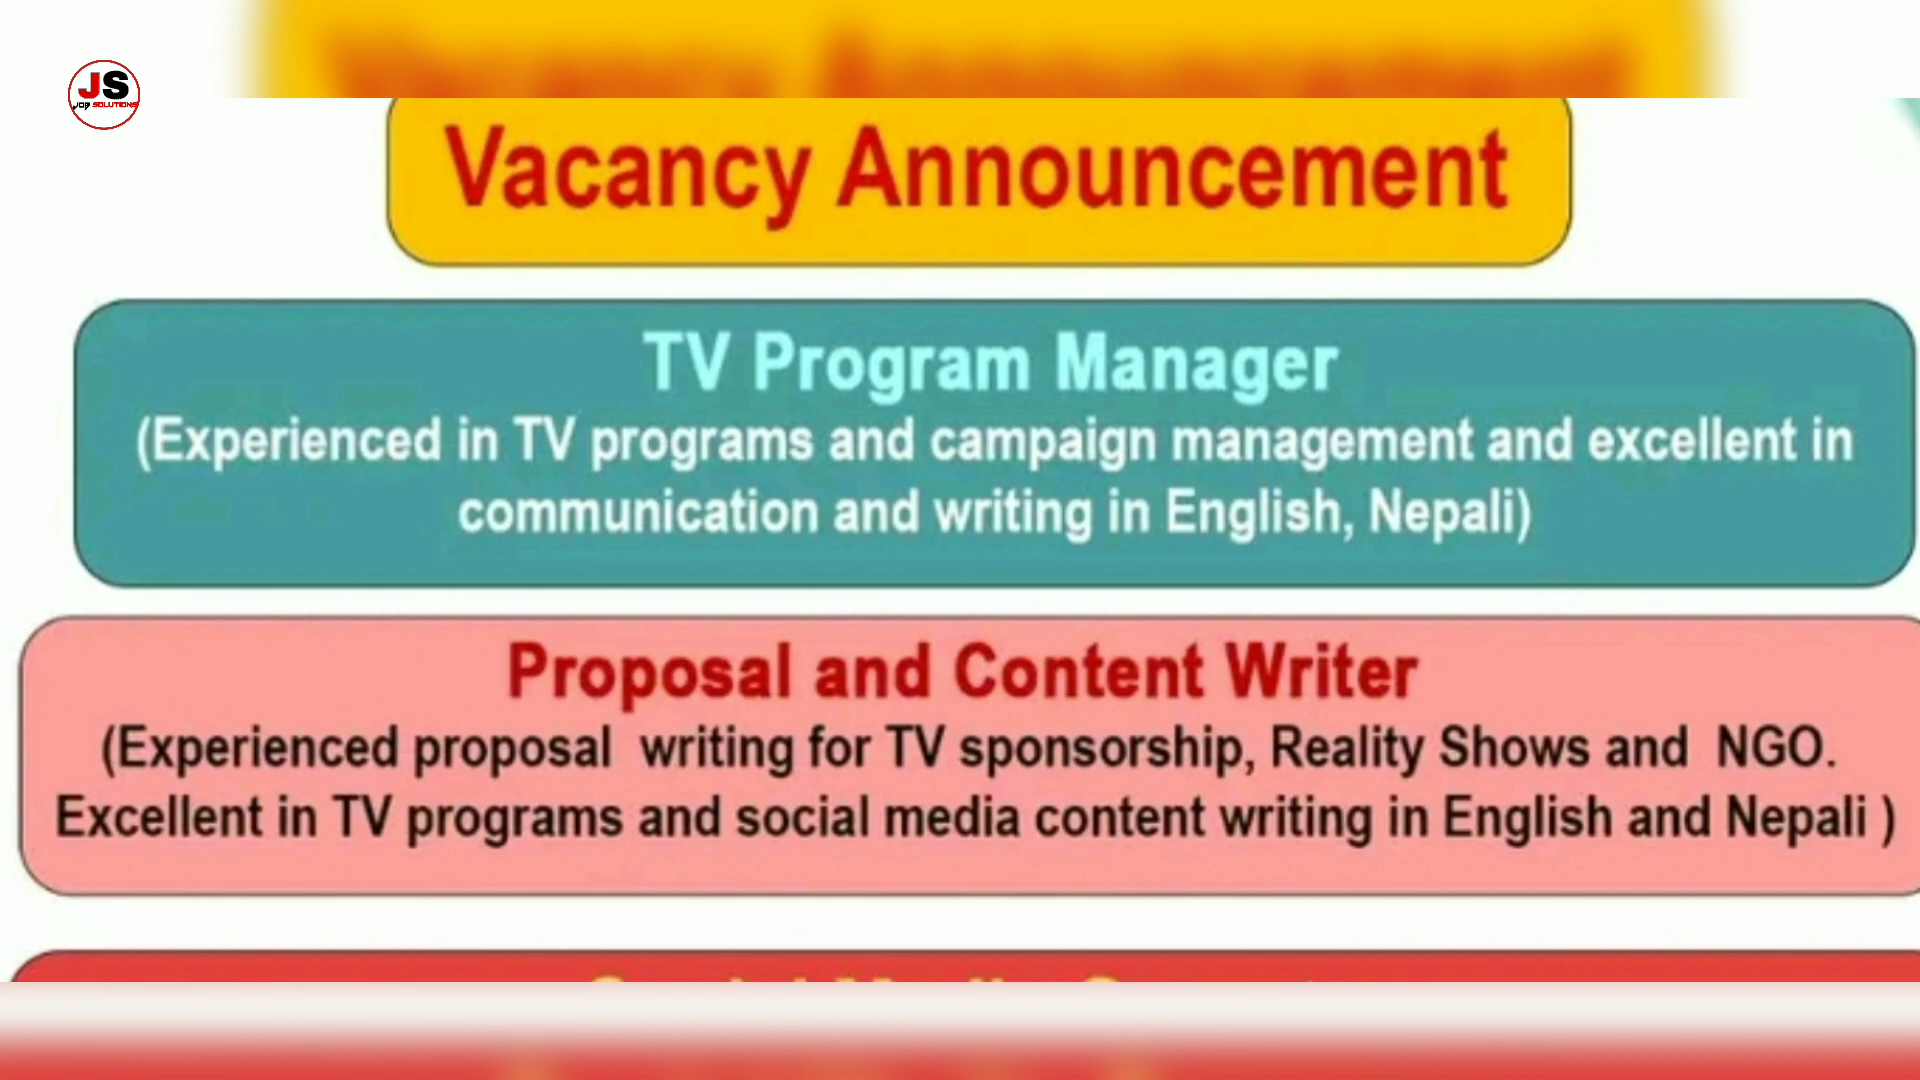 JS
JOB SOLUTIONS
Vacancy Announcement
TV Program Manager
(Experienced in TV programs and campaign management and excellent in
communication and writing in English, Nepali)
Proposal and Content Writer
(Experienced proposal writing for TV sponsorship, Reality Shows and NGO.
Excellent in TV programs and social media content writing in English and Nepali )